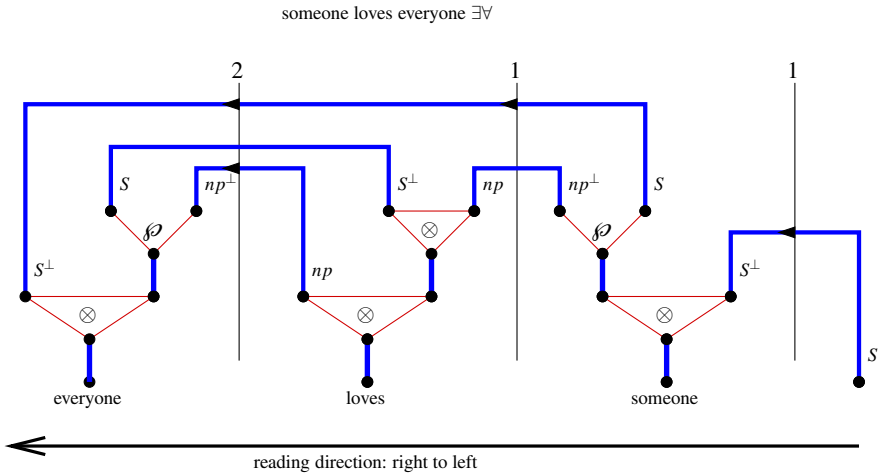 someone loves everyone ∃∀
2 1 1
S np⊥ S⊥ np np⊥ S
℘ ⊗ ℘
S⊥ np S⊥
⊗ ⊗ ⊗
S
everyone loves someone
reading direction: right to left